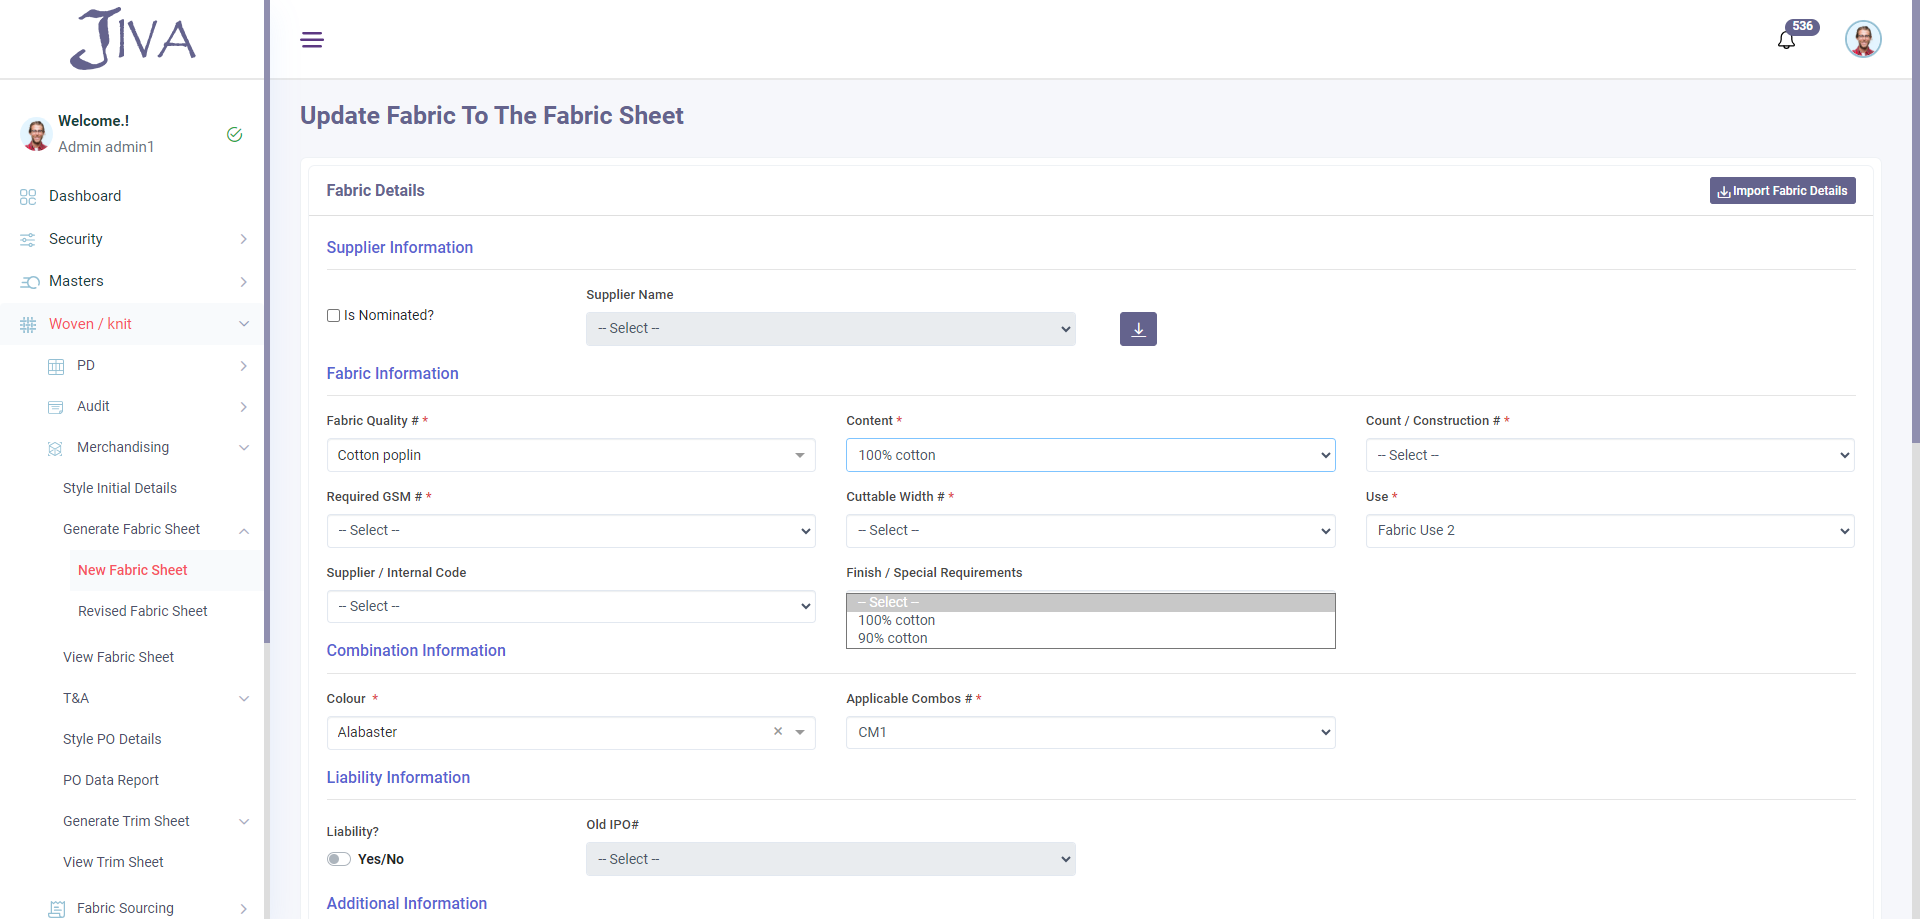 JIVA
536
Welcome.!
Admin admin1
Dashboard
Security
Masters
Woven / knit
PD
Audit
Merchandising
Style Initial Details
Generate Fabric Sheet
New Fabric Sheet
Revised Fabric Sheet
View Fabric Sheet
T&A
Style PO Details
PO Data Report
Generate Trim Sheet
View Trim Sheet
Fabric Sourcing
Update Fabric To The Fabric Sheet
Fabric Details
Import Fabric Details
Supplier Information
Is Nominated?
Supplier Name
-- Select --
Fabric Information
Fabric Quality # *
Content *
Count / Construction # *
Cotton poplin
100% cotton
-- Select --
Required GSM # *
Cuttable Width # *
Use *
-- Select --
-- Select --
Fabric Use 2
Supplier / Internal Code
Finish / Special Requirements
-- Select --
-- Select --
100% cotton
90% cotton
Combination Information
Colour *
Applicable Combos # *
Alabaster
CM1
Liability Information
Liability?
Yes/No
Old IPO#
-- Select --
Additional Information